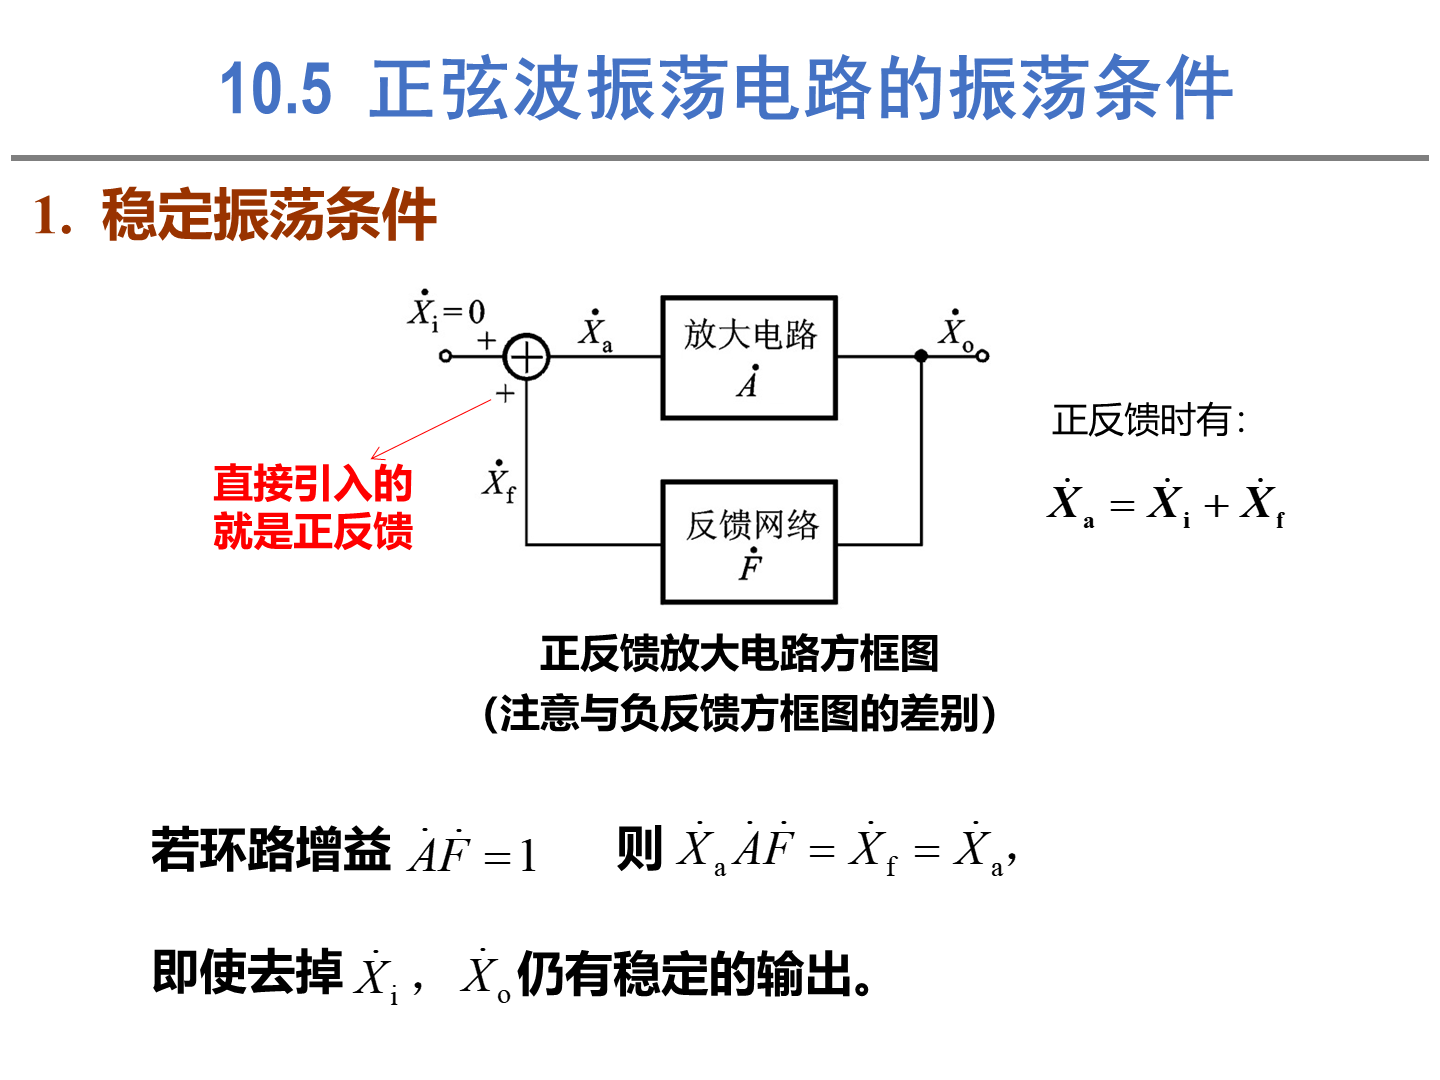 10.5 正弦波振荡电路的振荡条件
1. 稳定振荡条件
Ẋi=0
+
Ẋa
放大电路
Ȧ
Ẋo
+
正反馈时有：
直接引入的
就是正反馈
Ẋf
Ẋa = Ẋi + Ẋf
反馈网络
Ḟ
正反馈放大电路方框图
（注意与负反馈方框图的差别）
若环路增益 ȦḞ = 1 则 ẊaȦḞ = Ẋf = Ẋa，
即使去掉 Ẋi ， Ẋo 仍有稳定的输出。